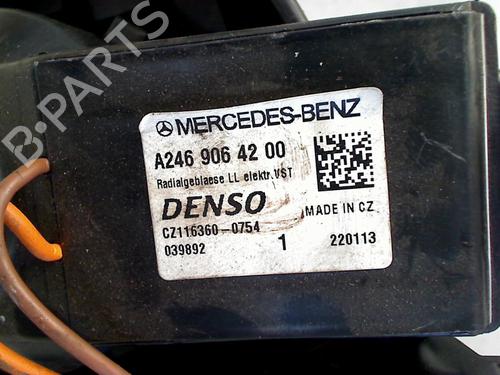 MERCEDES-BENZ
A246 906 42 00
Radialgeblaese LL elektr.VST
DENSO
MADE IN CZ
CZ116360-0754
039892 1 220113
B-PARTS